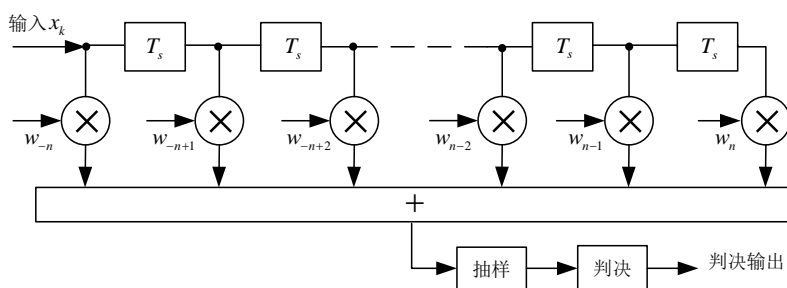 输入x_k
T_s T_s T_s T_s
w_{-n} w_{-n+1} w_{-n+2} w_{n-2} w_{n-1} w_n
+
抽样 判决 判决输出